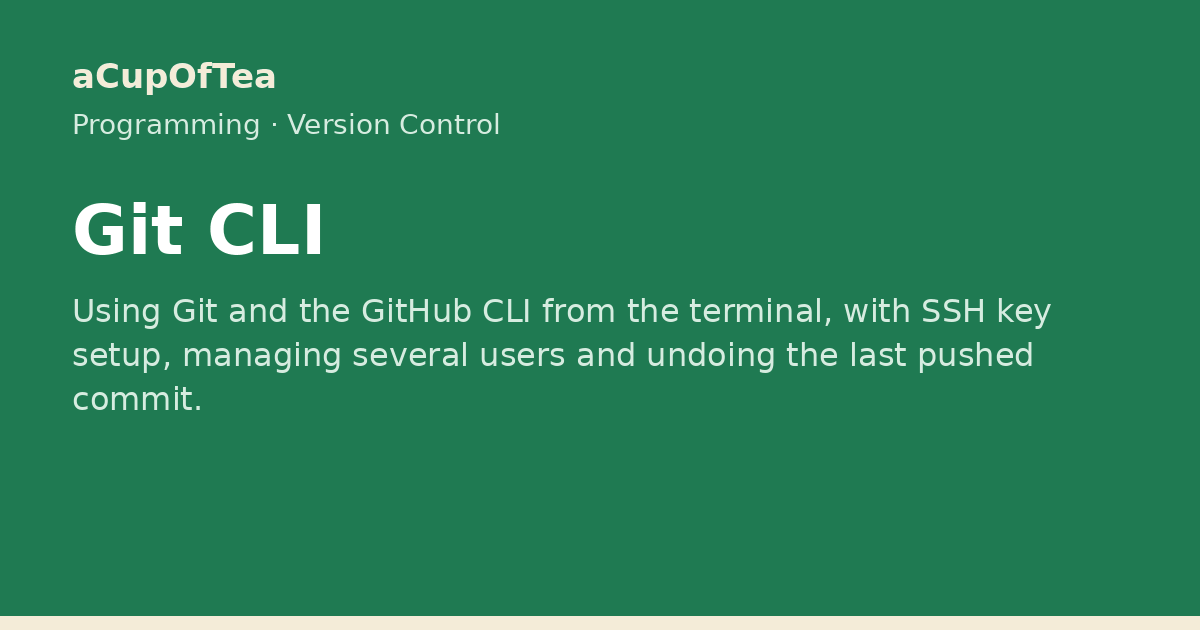 aCupOfTea
Programming · Version Control
Git CLI
Using Git and the GitHub CLI from the terminal, with SSH key
setup, managing several users and undoing the last pushed
commit.